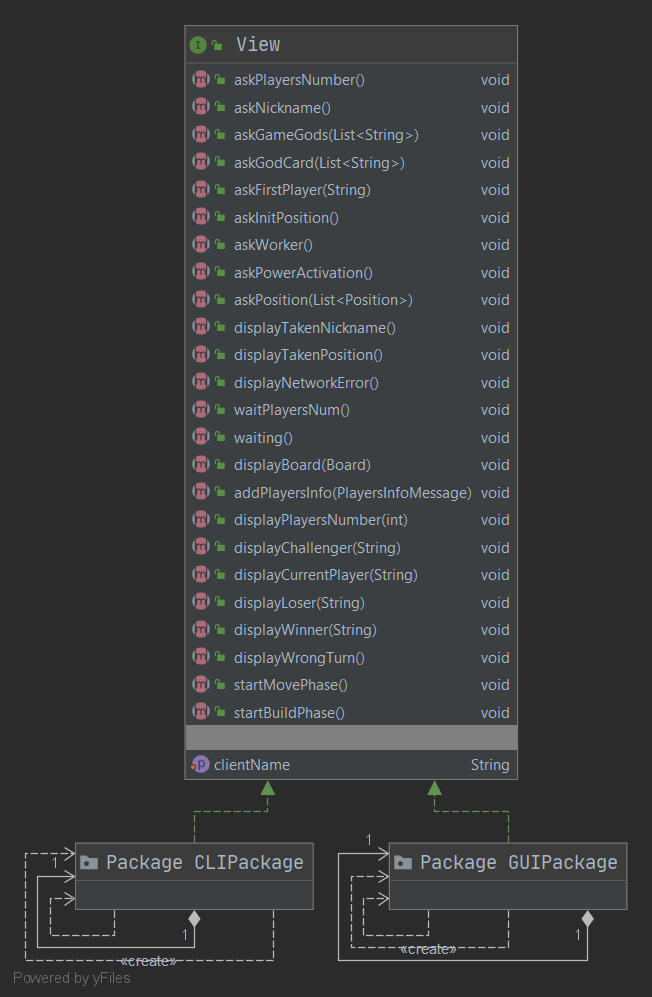 I View
m askPlayersNumber() void
m askNickname() void
m askGameGods(List<String>) void
m askGodCard(List<String>) void
m askFirstPlayer(String) void
m askInitPosition() void
m askWorker() void
m askPowerActivation() void
m askPosition(List<Position>) void
m displayTakenNickname() void
m displayTakenPosition() void
m displayNetworkError() void
m waitPlayersNum() void
m waiting() void
m displayBoard(Board) void
m addPlayersInfo(PlayersInfoMessage) void
m displayPlayersNumber(int) void
m displayChallenger(String) void
m displayCurrentPlayer(String) void
m displayLoser(String) void
m displayWinner(String) void
m displayWrongTurn() void
m startMovePhase() void
m startBuildPhase() void
p clientName String
1
1
Package CLIPackage
Package GUIPackage
1
1
«create»
«create»
Powered by yFiles